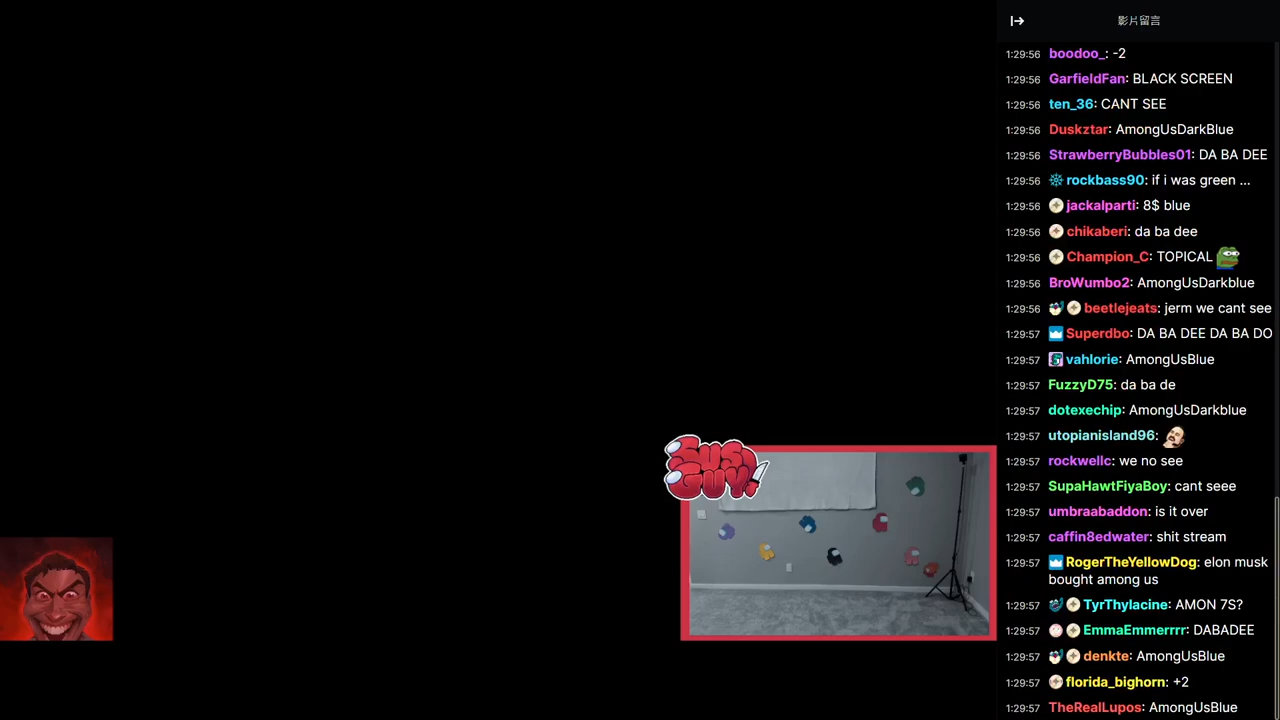 影片留言
1:29:56 boodoo_: -2
1:29:56 GarfieldFan: BLACK SCREEN
1:29:56 ten_36: CANT SEE
1:29:56 Duskztar: AmongUsDarkBlue
1:29:56 StrawberryBubbles01: DA BA DEE
1:29:56 rockbass90: if i was green ...
1:29:56 jackalparti: 8$ blue
1:29:56 chikaberi: da ba dee
1:29:56 Champion_C: TOPICAL
1:29:56 BroWumbo2: AmongUsDarkblue
1:29:56 beetlejeats: jerm we cant see
1:29:57 Superdbo: DA BA DEE DA BA DO
1:29:57 vahlorie: AmongUsBlue
1:29:57 FuzzyD75: da ba de
1:29:57 dotexechip: AmongUsDarkblue
1:29:57 utopianisland96:
1:29:57 rockwellc: we no see
1:29:57 SupaHawtFiyaBoy: cant seee
1:29:57 umbraabaddon: is it over
1:29:57 caffin8edwater: shit stream
1:29:57 RogerTheYellowDog: elon musk
bought among us
1:29:57 TyrThylacine: AMON 7S?
1:29:57 EmmaEmmerrrr: DABADEE
1:29:57 denkte: AmongUsBlue
1:29:57 florida_bighorn: +2
1:29:57 TheRealLupos: AmongUsBlue
SUS
GUY!